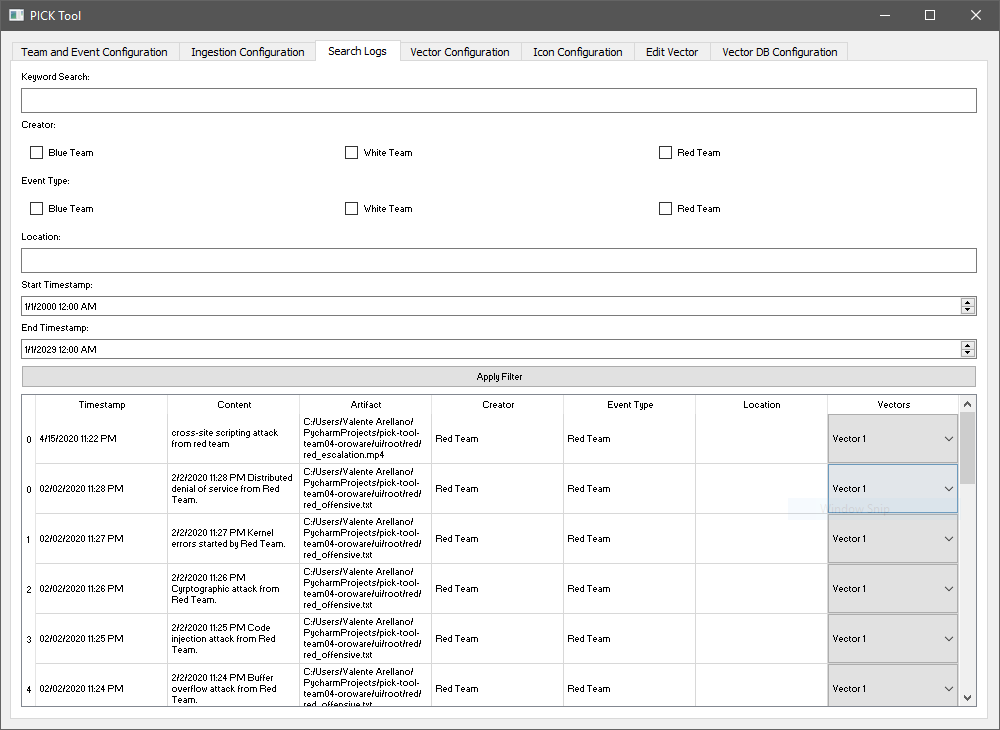 PICK Tool
Team and Event Configuration Ingestion Configuration Search Logs Vector Configuration Icon Configuration Edit Vector Vector DB Configuration
Keyword Search:
Creator:
Blue Team White Team Red Team
Event Type:
Blue Team White Team Red Team
Location:
Start Timestamp:
1/1/2000 12:00 AM
End Timestamp:
1/1/2029 12:00 AM
Apply Filter
Timestamp Content Artifact Creator Event Type Location Vectors
0 4/15/2020 11:22 PM
cross-site scripting attack
from red team
C:/Users/Valente Arellano/
PycharmProjects/pick-tool-
team04-oroware/ui/root/red/
red_escalation.mp4
Red Team Red Team Vector 1
0 02/02/2020 11:28 PM
2/2/2020 11:28 PM Distributed
denial of service from Red
Team.
C:/Users/Valente Arellano/
PycharmProjects/pick-tool-
team04-oroware/ui/root/red/
red_offensive.txt
Red Team Red Team Vector 1
Window Snip
1 02/02/2020 11:27 PM
2/2/2020 11:27 PM Kernel
errors started by Red Team.
C:/Users/Valente Arellano/
PycharmProjects/pick-tool-
team04-oroware/ui/root/red/
red_offensive.txt
Red Team Red Team Vector 1
2 02/02/2020 11:26 PM
2/2/2020 11:26 PM
Cyrptographic attack from
Red Team.
C:/Users/Valente Arellano/
PycharmProjects/pick-tool-
team04-oroware/ui/root/red/
red_offensive.txt
Red Team Red Team Vector 1
3 02/02/2020 11:25 PM
2/2/2020 11:25 PM Code
injection attack from Red
Team.
C:/Users/Valente Arellano/
PycharmProjects/pick-tool-
team04-oroware/ui/root/red/
red_offensive.txt
Red Team Red Team Vector 1
4 02/02/2020 11:24 PM
2/2/2020 11:24 PM Buffer
overflow attack from Red
Team.
C:/Users/Valente Arellano/
PycharmProjects/pick-tool-
team04-oroware/ui/root/red/
red_offensive.txt
Red Team Red Team Vector 1